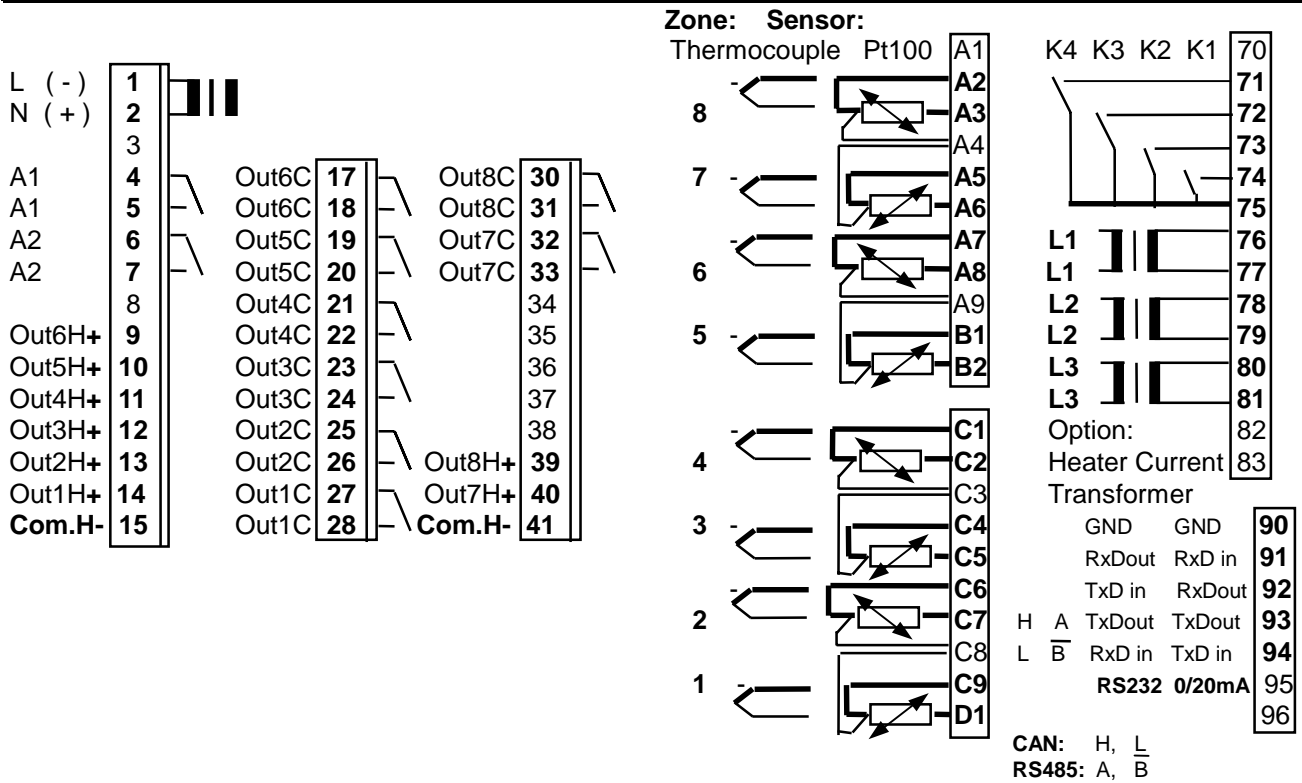 Zone: Sensor:
Thermocouple Pt100 A1
L (-) 1
N (+) 2
3
A1 4
A1 5
A2 6
A2 7
8
Out6H+ 9
Out5H+ 10
Out4H+ 11
Out3H+ 12
Out2H+ 13
Out1H+ 14
Com.H- 15
Out6C 17
Out6C 18
Out5C 19
Out5C 20
Out4C 21
Out4C 22
Out3C 23
Out3C 24
Out2C 25
Out2C 26
Out1C 27
Out1C 28
Out8C 30
Out8C 31
Out7C 32
Out7C 33
34
35
36
37
38
Out8H+ 39
Out7H+ 40
Com.H- 41
- A2
8 A3
A4
7 - A5
A6
- A7
6 A8
A9
5 - B1
B2
- C1
4 C2
C3
3 - C4
C5
- C6
2 C7
C8
1 - C9
D1
K4 K3 K2 K1 70
71
72
73
74
75
L1 76
L1 77
L2 78
L2 79
L3 80
L3 81
Option: 82
Heater Current 83
Transformer
GND GND 90
RxDout RxD in 91
TxD in RxDout 92
H A TxDout TxDout 93
L B̅ RxD in TxD in 94
RS232 0/20mA 95
96
CAN: H, L
RS485: A, B̅